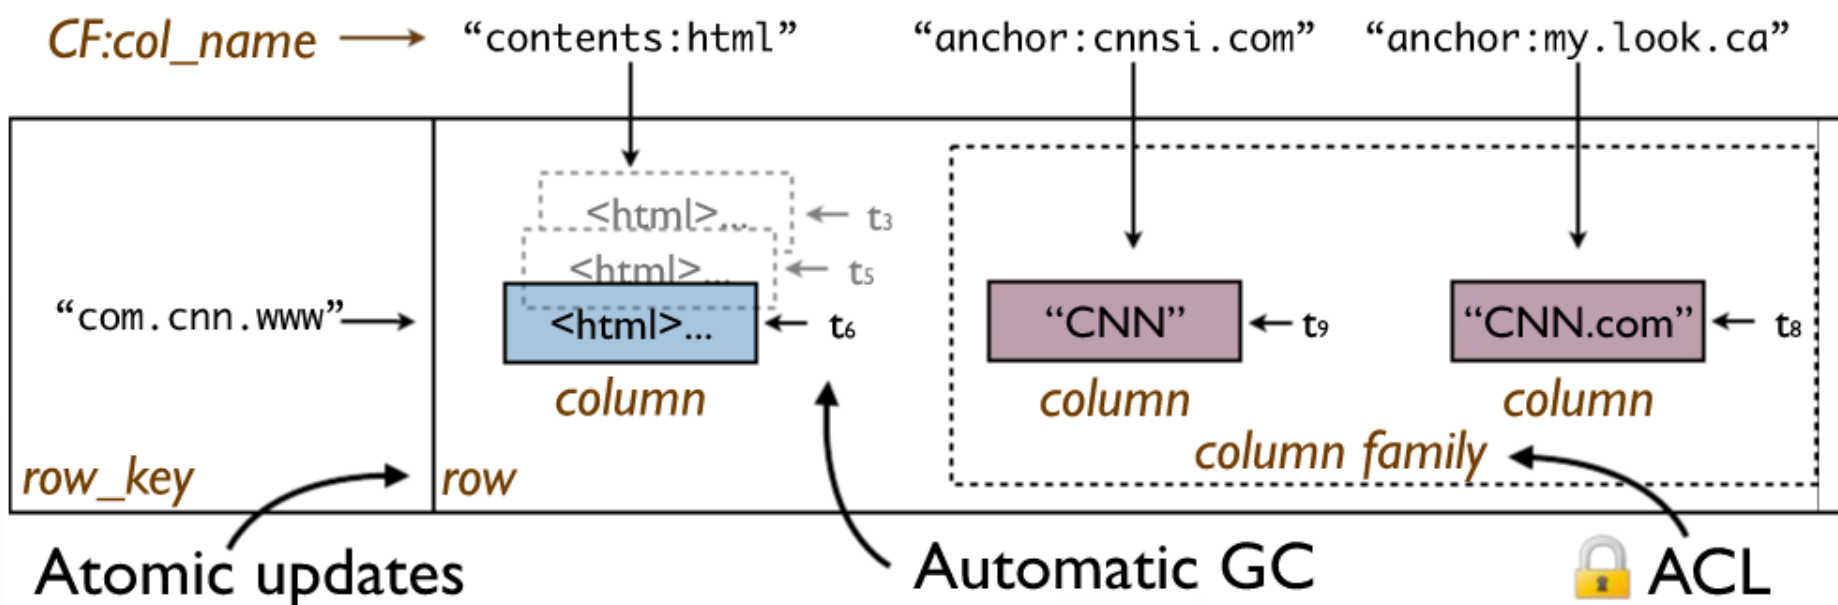 CF:col_name “contents:html” “anchor:cnnsi.com” “anchor:my.look.ca”
<html>... t3
<html>... t5
“com.cnn.www” <html>... t6 “CNN” t9 “CNN.com” t8
column column column
column family
row_key row
Atomic updates Automatic GC ACL